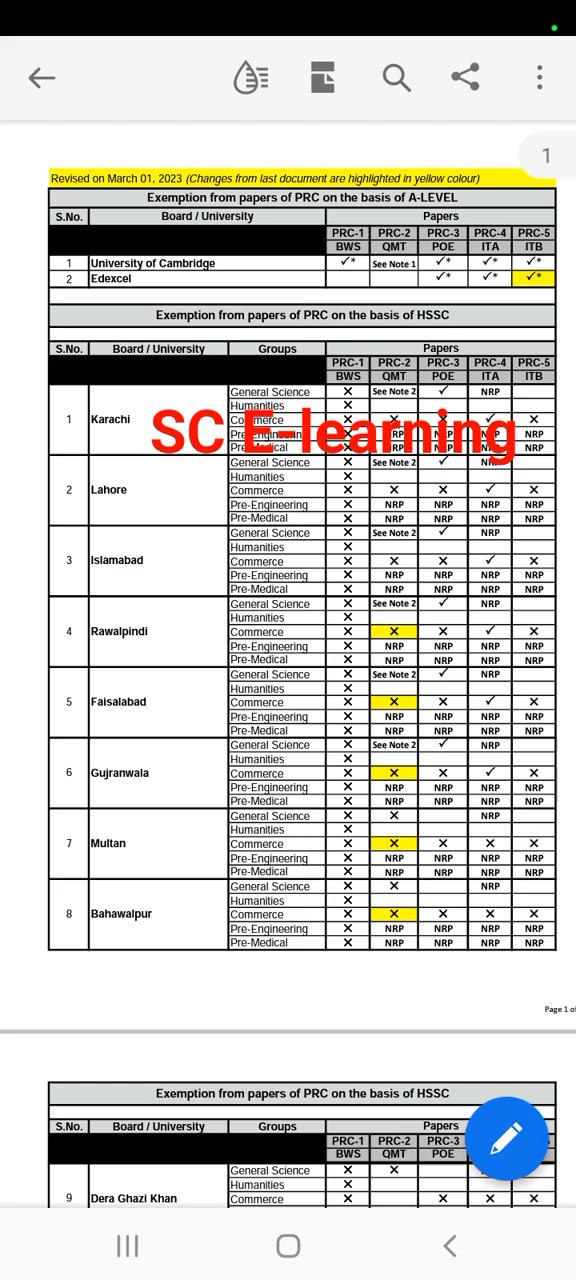 1
Revised on March 01, 2023 (Changes from last document are highlighted in yellow colour)
Exemption from papers of PRC on the basis of A-LEVEL
S.No. Board / University Papers
PRC-1 PRC-2 PRC-3 PRC-4 PRC-5
BWS QMT POE ITA ITB
1 University of Cambridge ✓* See Note 1 ✓* ✓* ✓*
2 Edexcel ✓* ✓* ✓*
Exemption from papers of PRC on the basis of HSSC
S.No. Board / University Groups Papers
PRC-1 PRC-2 PRC-3 PRC-4 PRC-5
BWS QMT POE ITA ITB
General Science ✕ See Note 2 ✓ NRP
Humanities ✕
1 Karachi Commerce ✕ ✕ ✕ ✓ ✕
SC E-learning
Pre-Engineering ✕ NRP NRP NRP NRP
Pre-Medical ✕ NRP NRP NRP NRP
General Science ✕ See Note 2 ✓ NRP
Humanities ✕
2 Lahore Commerce ✕ ✕ ✕ ✓ ✕
Pre-Engineering ✕ NRP NRP NRP NRP
Pre-Medical ✕ NRP NRP NRP NRP
General Science ✕ See Note 2 ✓ NRP
Humanities ✕
3 Islamabad Commerce ✕ ✕ ✕ ✓ ✕
Pre-Engineering ✕ NRP NRP NRP NRP
Pre-Medical ✕ NRP NRP NRP NRP
General Science ✕ See Note 2 ✓ NRP
Humanities ✕
4 Rawalpindi Commerce ✕ ✕ ✕ ✓ ✕
Pre-Engineering ✕ NRP NRP NRP NRP
Pre-Medical ✕ NRP NRP NRP NRP
General Science ✕ See Note 2 ✓ NRP
Humanities ✕
5 Faisalabad Commerce ✕ ✕ ✕ ✓ ✕
Pre-Engineering ✕ NRP NRP NRP NRP
Pre-Medical ✕ NRP NRP NRP NRP
General Science ✕ See Note 2 ✓ NRP
Humanities ✕
6 Gujranwala Commerce ✕ ✕ ✕ ✓ ✕
Pre-Engineering ✕ NRP NRP NRP NRP
Pre-Medical ✕ NRP NRP NRP NRP
General Science ✕ ✕ NRP
Humanities ✕
7 Multan Commerce ✕ ✕ ✕ ✕ ✕
Pre-Engineering ✕ NRP NRP NRP NRP
Pre-Medical ✕ NRP NRP NRP NRP
General Science ✕ ✕ NRP
Humanities ✕
8 Bahawalpur Commerce ✕ ✕ ✕ ✕ ✕
Pre-Engineering ✕ NRP NRP NRP NRP
Pre-Medical ✕ NRP NRP NRP NRP
Page 1 of
Exemption from papers of PRC on the basis of HSSC
S.No. Board / University Groups Papers
PRC-1 PRC-2 PRC-3
BWS QMT POE
General Science ✕ ✕
Humanities ✕
9 Dera Ghazi Khan Commerce ✕ ✕ ✕ ✕